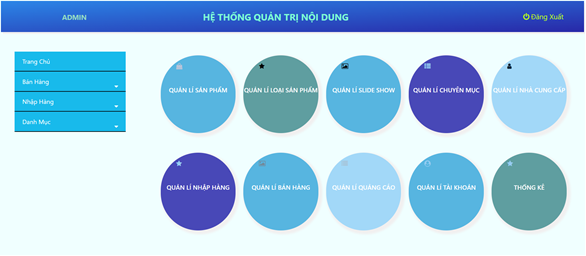 ADMIN
HỆ THỐNG QUẢN TRỊ NỘI DUNG
Đăng Xuất
Trang Chủ
Bán Hàng
Nhập Hàng
Danh Mục
QUẢN LÍ SẢN PHẨM
QUẢN LÍ LOẠI SẢN PHẨM
QUẢN LÍ SLIDE SHOW
QUẢN LÍ CHUYÊN MỤC
QUẢN LÍ NHÀ CUNG CẤP
QUẢN LÍ NHẬP HÀNG
QUẢN LÍ BÁN HÀNG
QUẢN LÍ QUẢNG CÁO
QUẢN LÍ TÀI KHOẢN
THỐNG KÊ